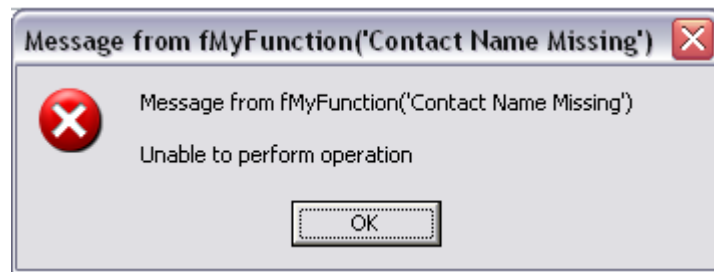 Message from fMyFunction('Contact Name Missing')
Message from fMyFunction('Contact Name Missing')
Unable to perform operation
OK